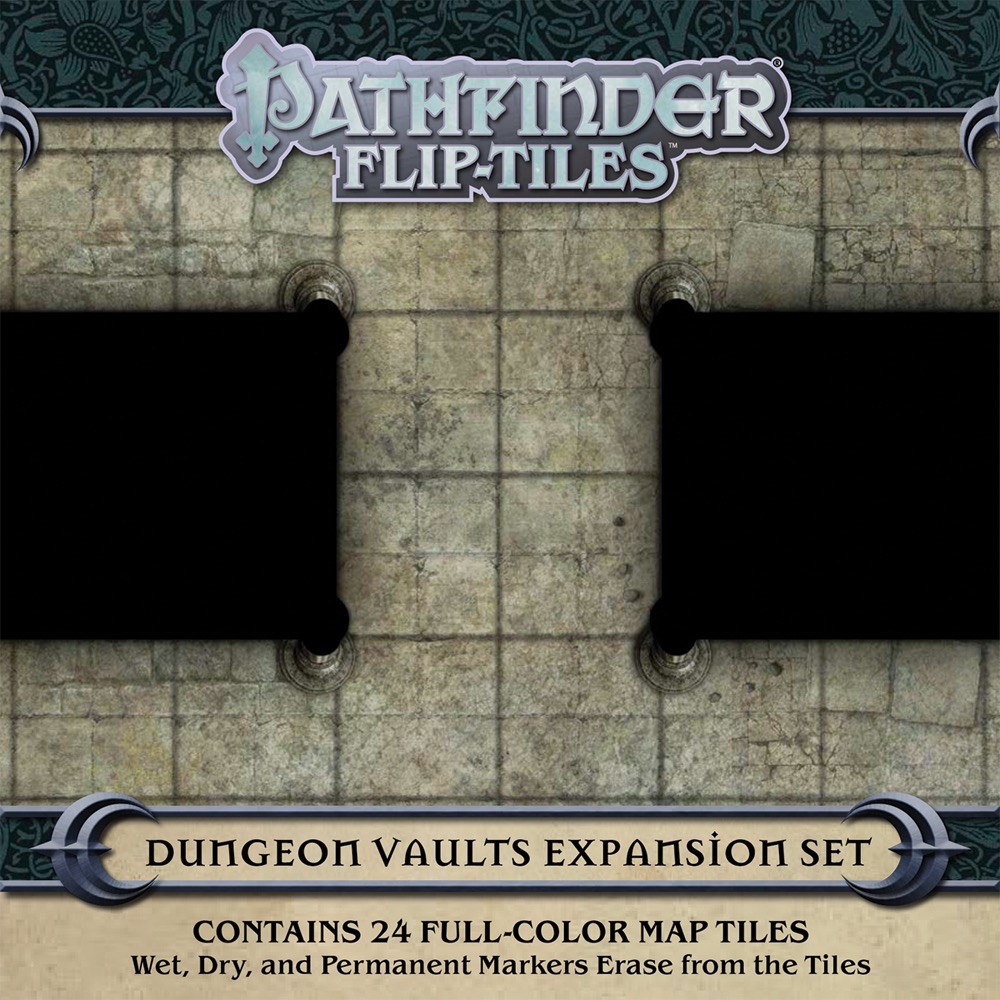 PATHFINDER®
FLIP-TILES™
DUNGEON VAULTS EXPANSION SET
CONTAINS 24 FULL-COLOR MAP TILES
Wet, Dry, and Permanent Markers Erase from the Tiles